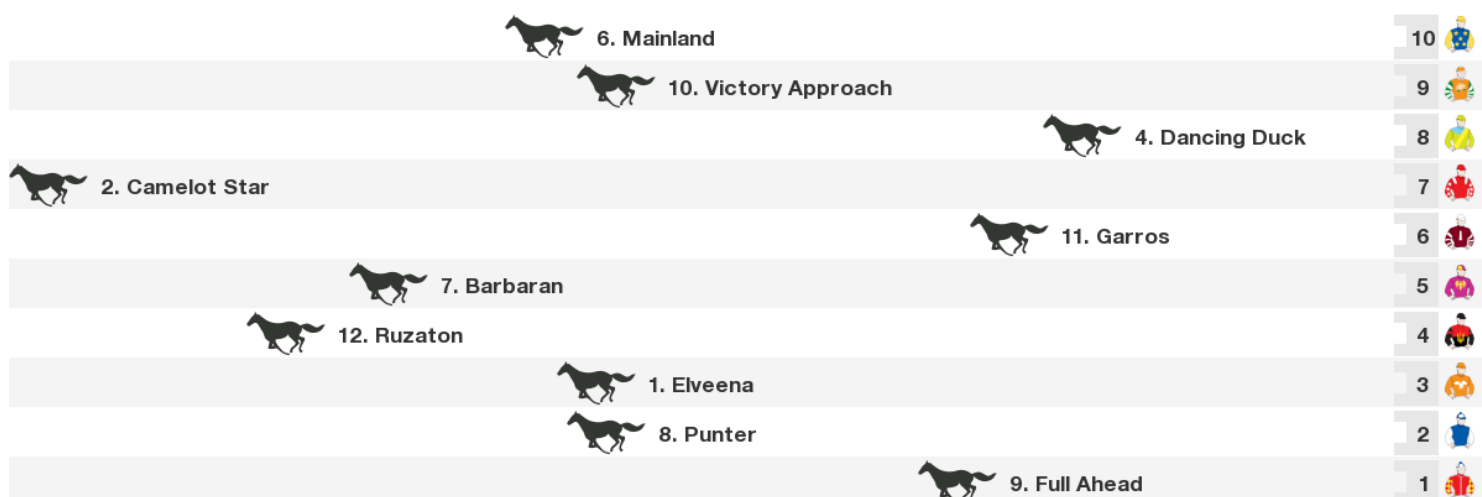 6. Mainland 10
10. Victory Approach 9
4. Dancing Duck 8
2. Camelot Star 7
11. Garros 6
7. Barbaran 5
12. Ruzaton 4
1. Elveena 3
8. Punter 2
9. Full Ahead 1